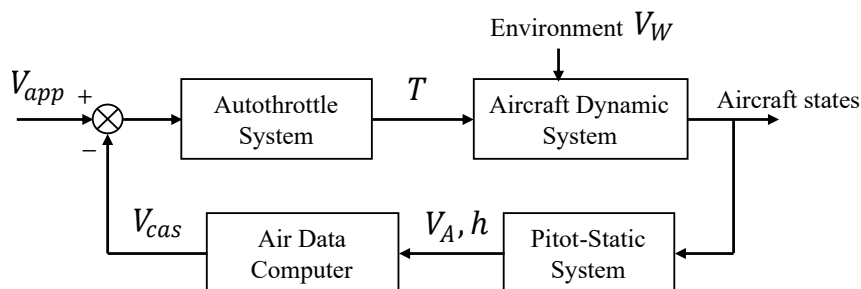 Environment V_W
V_app
+
−
Autothrottle
System
T
Aircraft Dynamic
System
Aircraft states
V_cas
Air Data
Computer
V_A, h
Pitot-Static
System